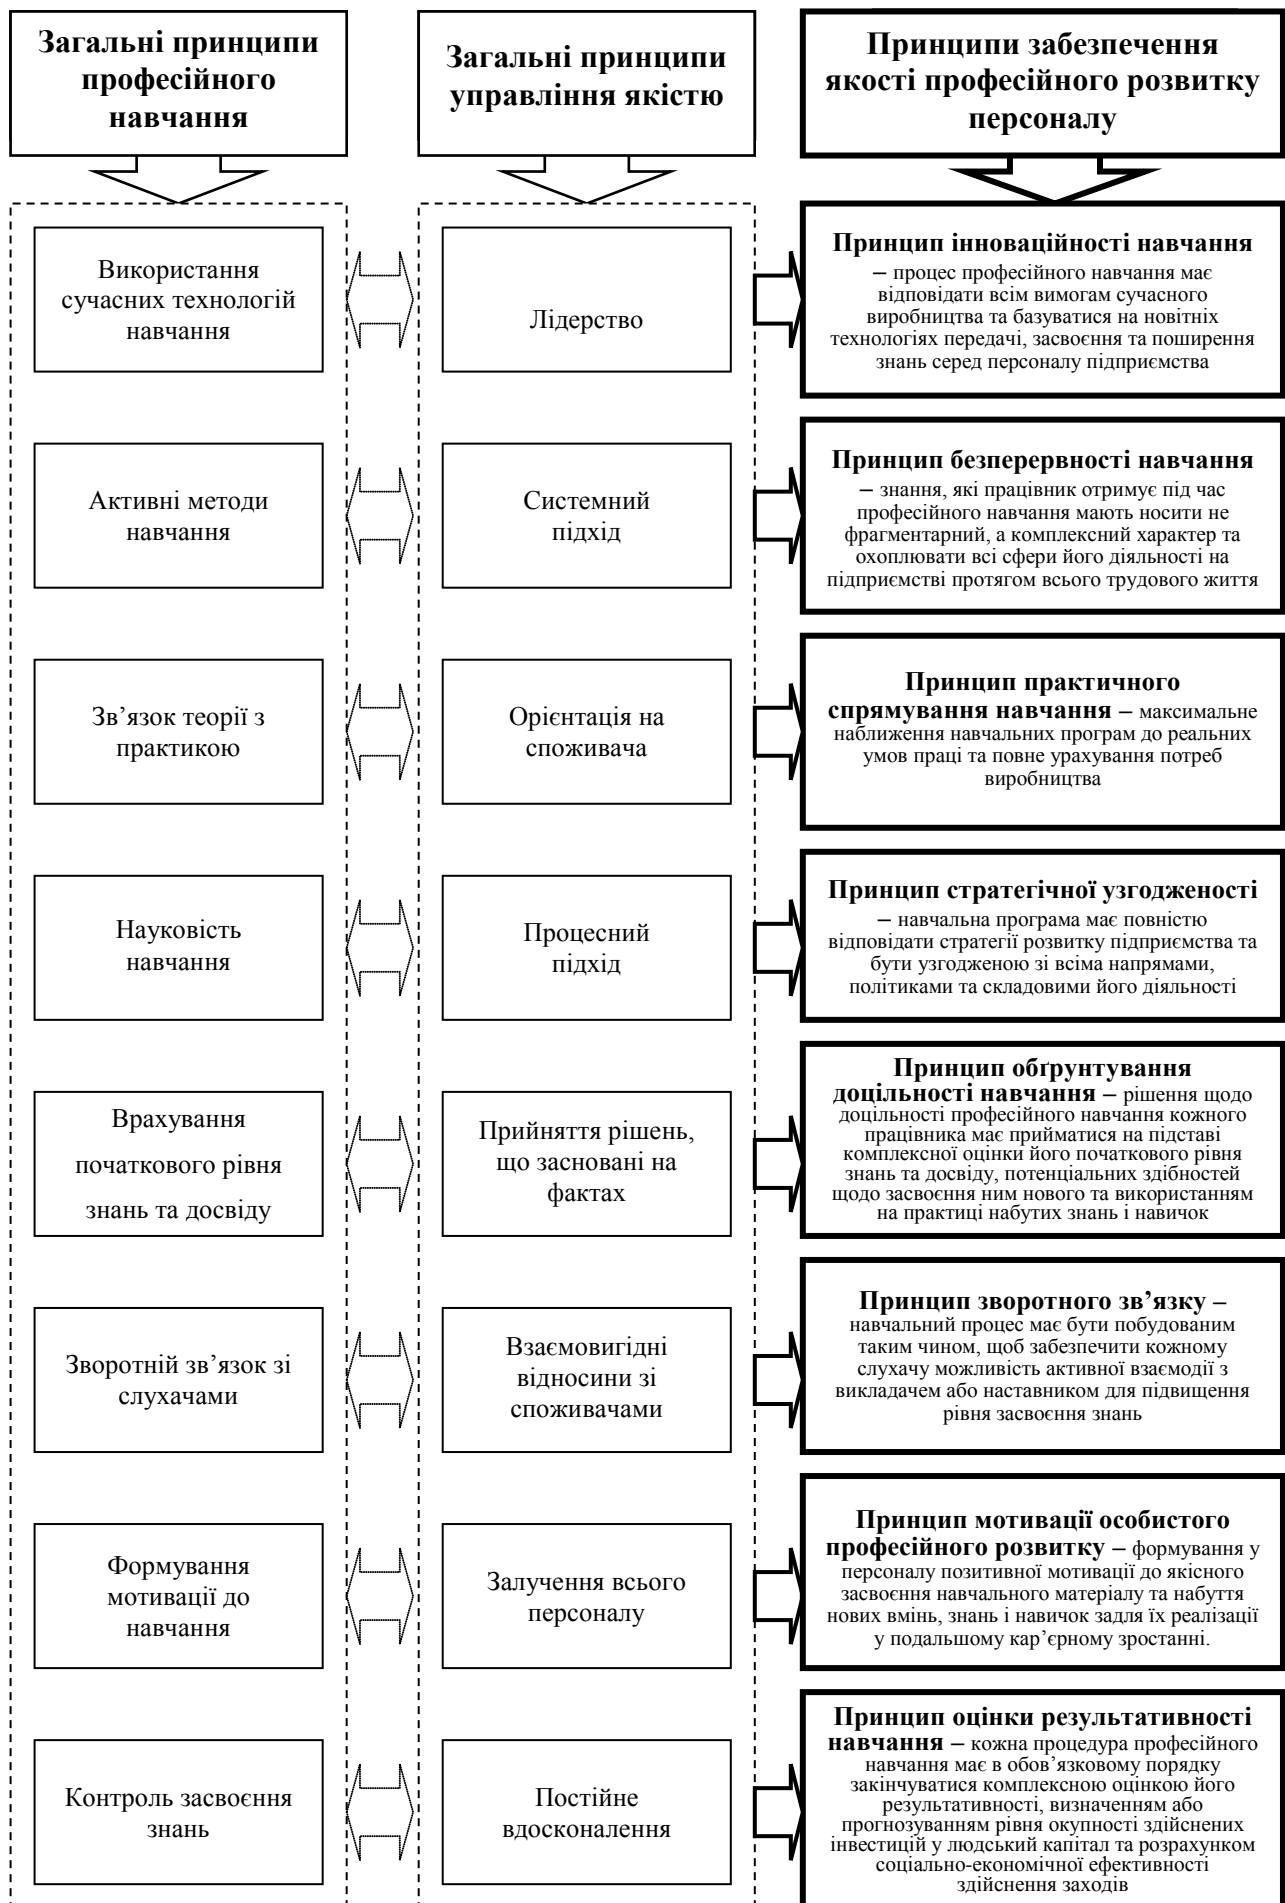 Загальні принципи
професійного
навчання
Загальні принципи
управління якістю
Принципи забезпечення
якості професійного розвитку
персоналу
Використання
сучасних технологій
навчання
Лідерство
Принцип інноваційності навчання
– процес професійного навчання має
відповідати всім вимогам сучасного
виробництва та базуватися на новітніх
технологіях передачі, засвоєння та поширення
знань серед персоналу підприємства
Активні методи
навчання
Системний
підхід
Принцип безперервності навчання
– знання, які працівник отримує під час
професійного навчання мають носити не
фрагментарний, а комплексний характер та
охоплювати всі сфери його діяльності на
підприємстві протягом всього трудового життя
Зв’язок теорії з
практикою
Орієнтація на
споживача
Принцип практичного
спрямування навчання – максимальне
наближення навчальних програм до реальних
умов праці та повне урахування потреб
виробництва
Науковість
навчання
Процесний
підхід
Принцип стратегічної узгодженості
– навчальна програма має повністю
відповідати стратегії розвитку підприємства та
бути узгодженою зі всіма напрямами,
політиками та складовими його діяльності
Врахування
початкового рівня
знань та досвіду
Прийняття рішень,
що засновані на
фактах
Принцип обґрунтування
доцільності навчання – рішення щодо
доцільності професійного навчання кожного
працівника має прийматися на підставі
комплексної оцінки його початкового рівня
знань та досвіду, потенціальних здібностей
щодо засвоєння ним нового та використанням
на практиці набутих знань і навичок
Зворотній зв’язок зі
слухачами
Взаємовигідні
відносини зі
споживачами
Принцип зворотного зв’язку –
навчальний процес має бути побудованим
таким чином, щоб забезпечити кожному
слухачу можливість активної взаємодії з
викладачем або наставником для підвищення
рівня засвоєння знань
Формування
мотивації до
навчання
Залучення всього
персоналу
Принцип мотивації особистого
професійного розвитку – формування у
персоналу позитивної мотивації до якісного
засвоєння навчального матеріалу та набуття
нових вмінь, знань і навичок задля їх реалізації
у подальшому кар’єрному зростанні.
Контроль засвоєння
знань
Постійне
вдосконалення
Принцип оцінки результативності
навчання – кожна процедура професійного
навчання має в обов’язковому порядку
закінчуватися комплексною оцінкою його
результативності, визначенням або
прогнозуванням рівня окупності здійснених
інвестицій у людський капітал та розрахунком
соціально-економічної ефективності
здійснення заходів